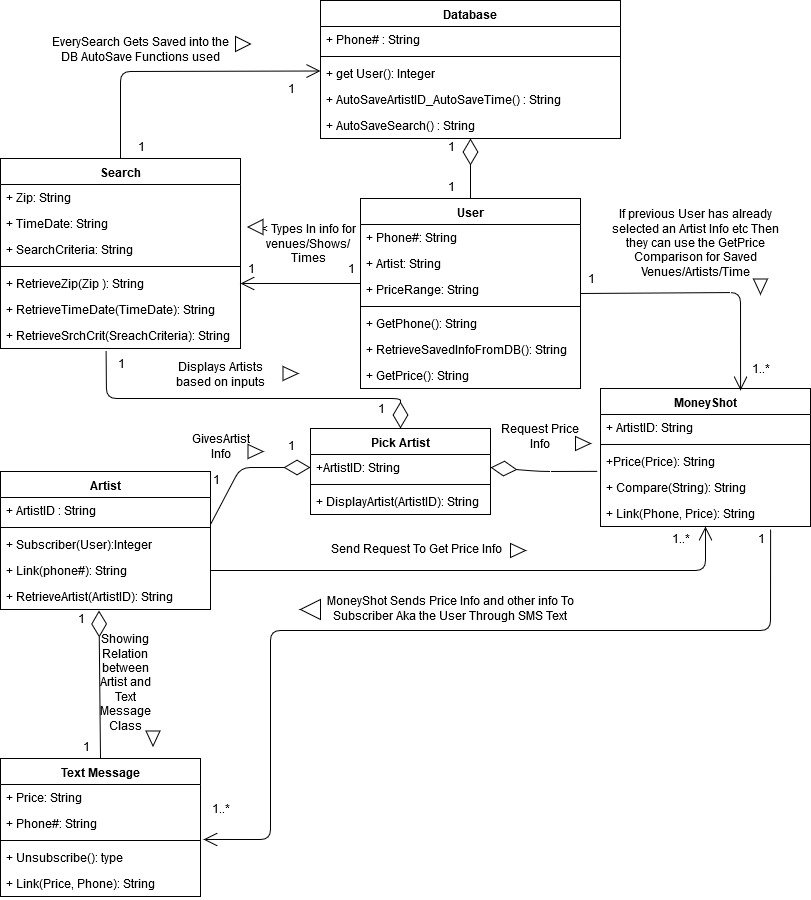 Database
+ Phone# : String
+ get User(): Integer
+ AutoSaveArtistID_AutoSaveTime() : String
+ AutoSaveSearch() : String
EverySearch Gets Saved into the
DB AutoSave Functions used
1
1
1
1
Search
+ Zip: String
+ TimeDate: String
+ SearchCriteria: String
+ RetrieveZip(Zip ): String
+ RetrieveTimeDate(TimeDate): String
+ RetrieveSrchCrit(SreachCriteria): String
< Types In info for
venues/Shows/
Times
1
1
User
+ Phone#: String
+ Artist: String
+ PriceRange: String
+ GetPhone(): String
+ RetrieveSavedInfoFromDB(): String
+ GetPrice(): String
If previous User has already
selected an Artist Info etc Then
they can use the GetPrice
Comparison for Saved
Venues/Artists/Time
1
1..*
1
Displays Artists
based on inputs
1
MoneyShot
+ ArtistID: String
+Price(Price): String
+ Compare(String): String
+ Link(Phone, Price): String
Pick Artist
+ArtistID: String
+ DisplayArtist(ArtistID): String
Request Price
Info
GivesArtist
Info
1
1
Artist
+ ArtistID : String
+ Subscriber(User):Integer
+ Link(phone#): String
+ RetrieveArtist(ArtistID): String
Send Request To Get Price Info
1..*
1
MoneyShot Sends Price Info and other info To
Subscriber Aka the User Through SMS Text
1
Showing
Relation
between
Artist and
Text
Message
Class
1
Text Message
+ Price: String
+ Phone#: String
+ Unsubscribe(): type
+ Link(Price, Phone): String
1..*